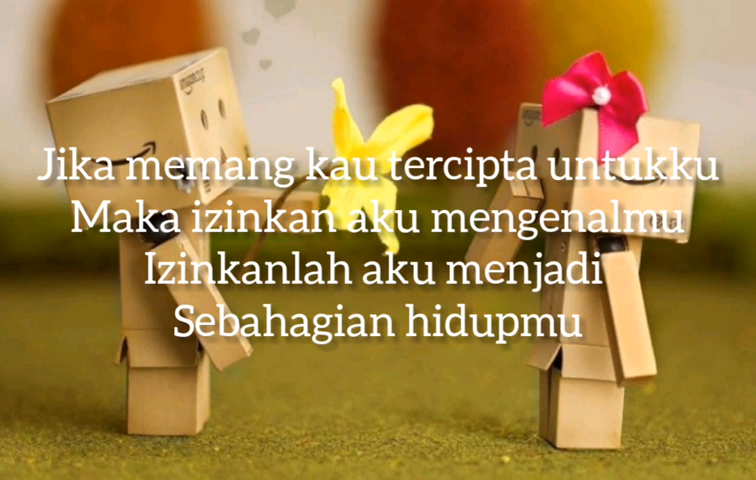 Jika memang kau tercipta untukku
Maka izinkan aku mengenalmu
Izinkanlah aku menjadi
Sebahagian hidupmu